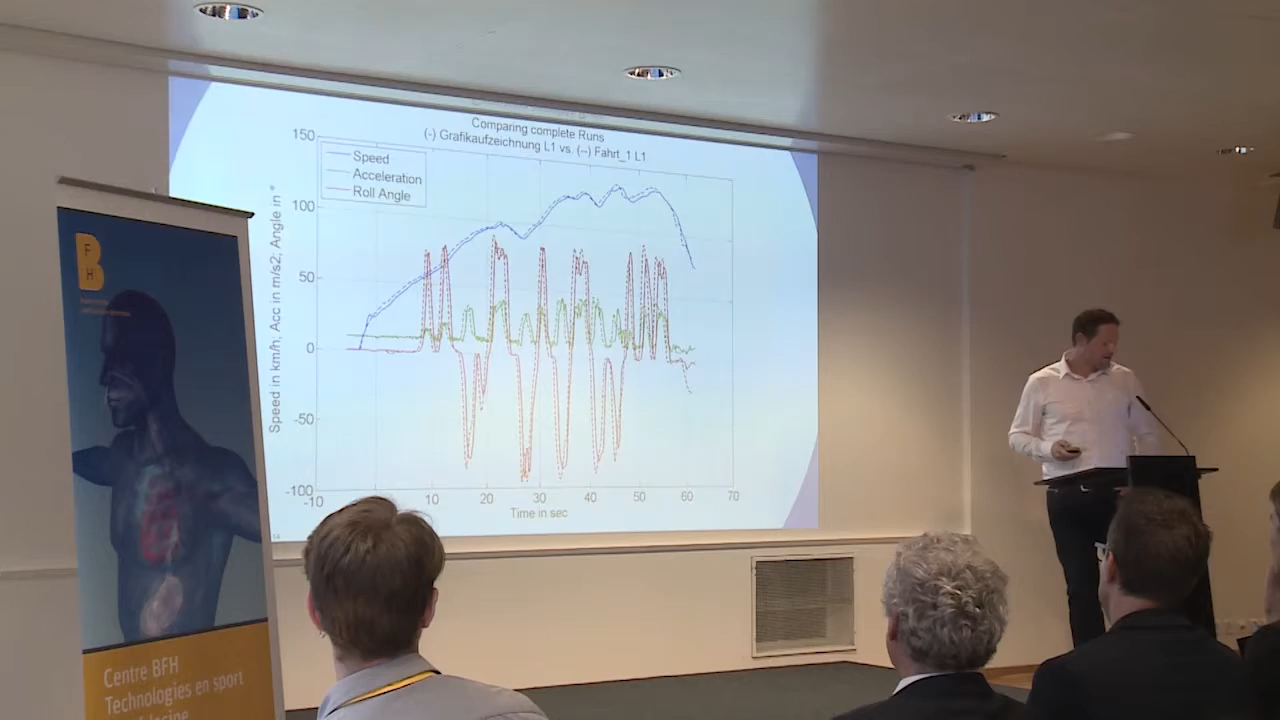 Comparing complete Runs
(-) Grafikaufzeichnung L1 vs. (--) Fahrt_1 L1
Speed
Acceleration
Roll Angle
Speed in km/h, Acc in m/s2, Angle in °
150
100
50
0
-50
-100
-10
10
20
30
40
50
60
70
Time in sec
14
B
F
H
Centre BFH
Technologies en sport